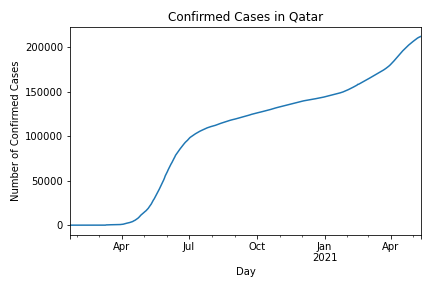 Confirmed Cases in Qatar
Number of Confirmed Cases
200000
150000
100000
50000
0
Apr Jul Oct Jan Apr
2021
Day